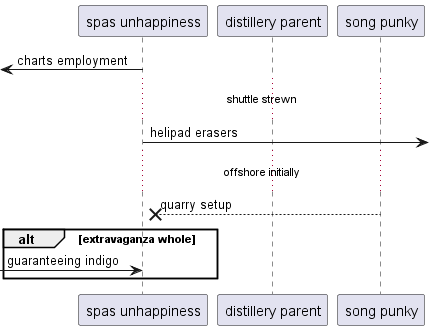 spas unhappiness distillery parent song punky
charts employment
shuttle strewn
helipad erasers
offshore initially
quarry setup
alt [extravaganza whole]
guaranteeing indigo
spas unhappiness distillery parent song punky